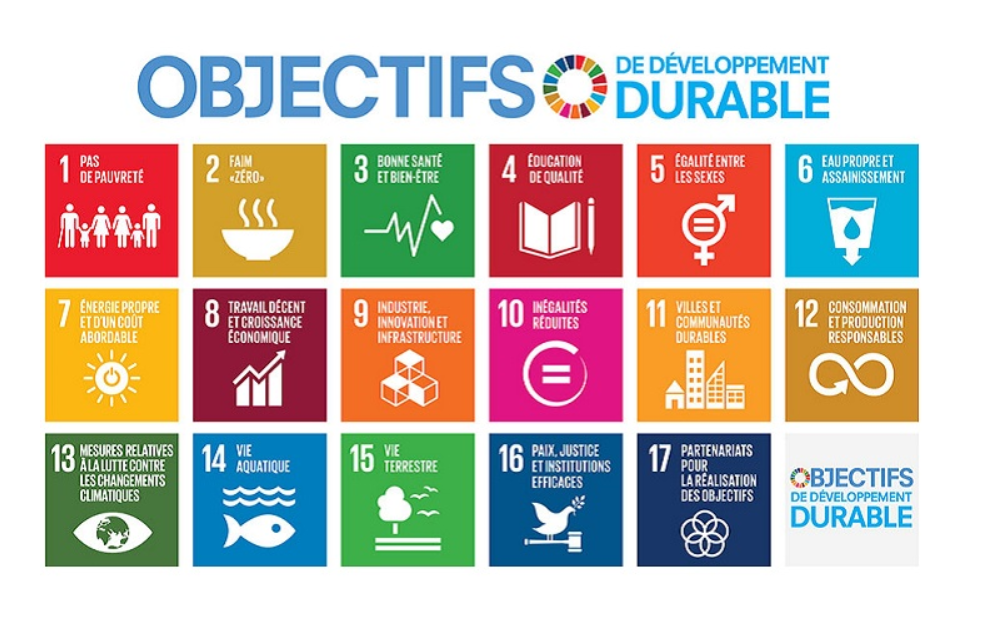 OBJECTIFS DE DÉVELOPPEMENT
DURABLE
1 PAS
DE PAUVRETÉ
2 FAIM
«ZÉRO»
3 BONNE SANTÉ
ET BIEN-ÊTRE
4 ÉDUCATION
DE QUALITÉ
5 ÉGALITÉ ENTRE
LES SEXES
6 EAU PROPRE ET
ASSAINISSEMENT
7 ÉNERGIE PROPRE
ET D'UN COÛT
ABORDABLE
8 TRAVAIL DÉCENT
ET CROISSANCE
ÉCONOMIQUE
9 INDUSTRIE,
INNOVATION ET
INFRASTRUCTURE
10 INÉGALITÉS
RÉDUITES
11 VILLES ET
COMMUNAUTÉS
DURABLES
12 CONSOMMATION
ET PRODUCTION
RESPONSABLES
13 MESURES RELATIVES
À LA LUTTE CONTRE
LES CHANGEMENTS
CLIMATIQUES
14 VIE
AQUATIQUE
15 VIE
TERRESTRE
16 PAIX, JUSTICE
ET INSTITUTIONS
EFFICACES
17 PARTENARIATS
POUR
LA RÉALISATION
DES OBJECTIFS
OBJECTIFS
DE DÉVELOPPEMENT
DURABLE